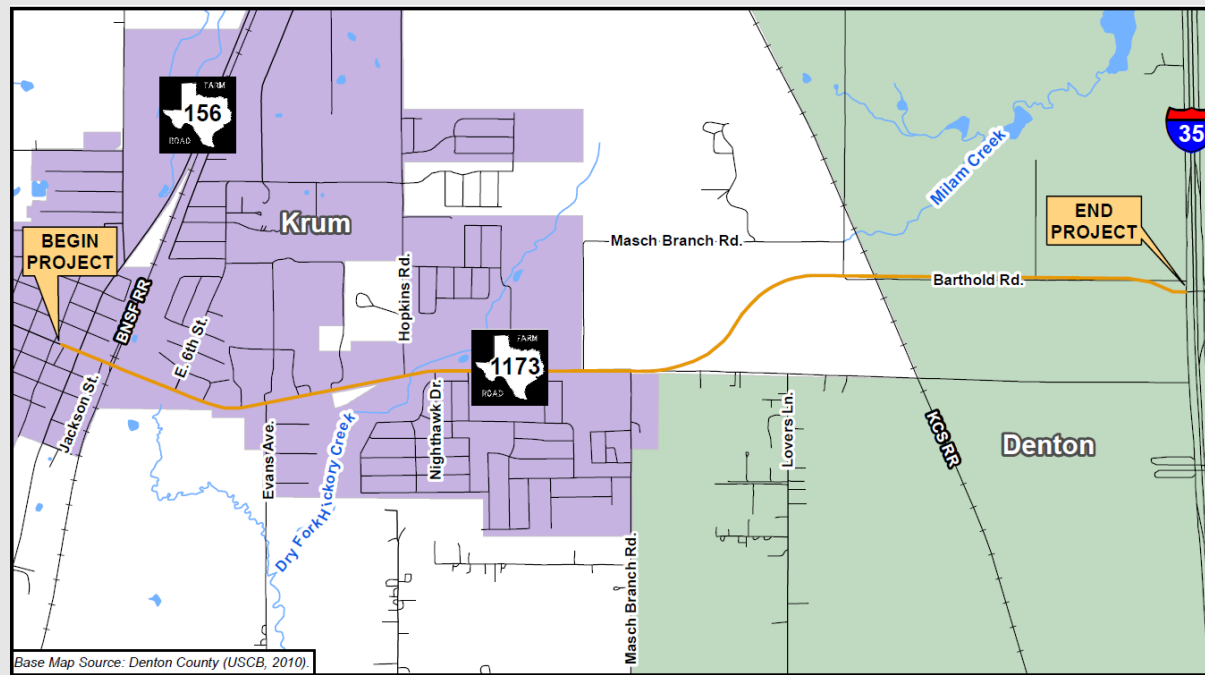 FARM
156
ROAD
35
Milam Creek
Krum
END
PROJECT
BEGIN
PROJECT
Masch Branch Rd.
Hopkins Rd.
Barthold Rd.
BNSF RR
E. 6th St.
FARM
1173
ROAD
Jackson St.
Nighthawk Dr.
Evans Ave.
Lovers Ln.
KCS RR
Denton
Dry Fork Hickory Creek
Masch Branch Rd.
Base Map Source: Denton County (USCB, 2010).